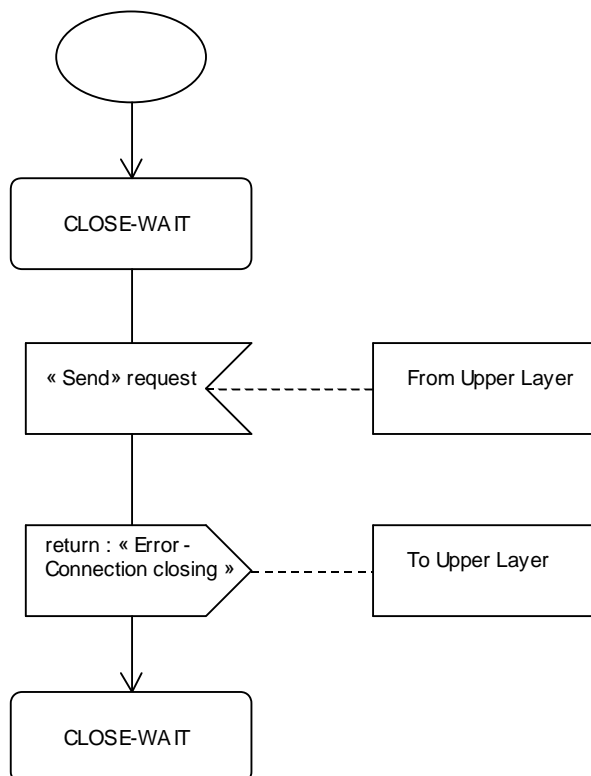 CLOSE-WAIT
« Send» request
From Upper Layer
return : « Error -
Connection closing »
To Upper Layer
CLOSE-WAIT